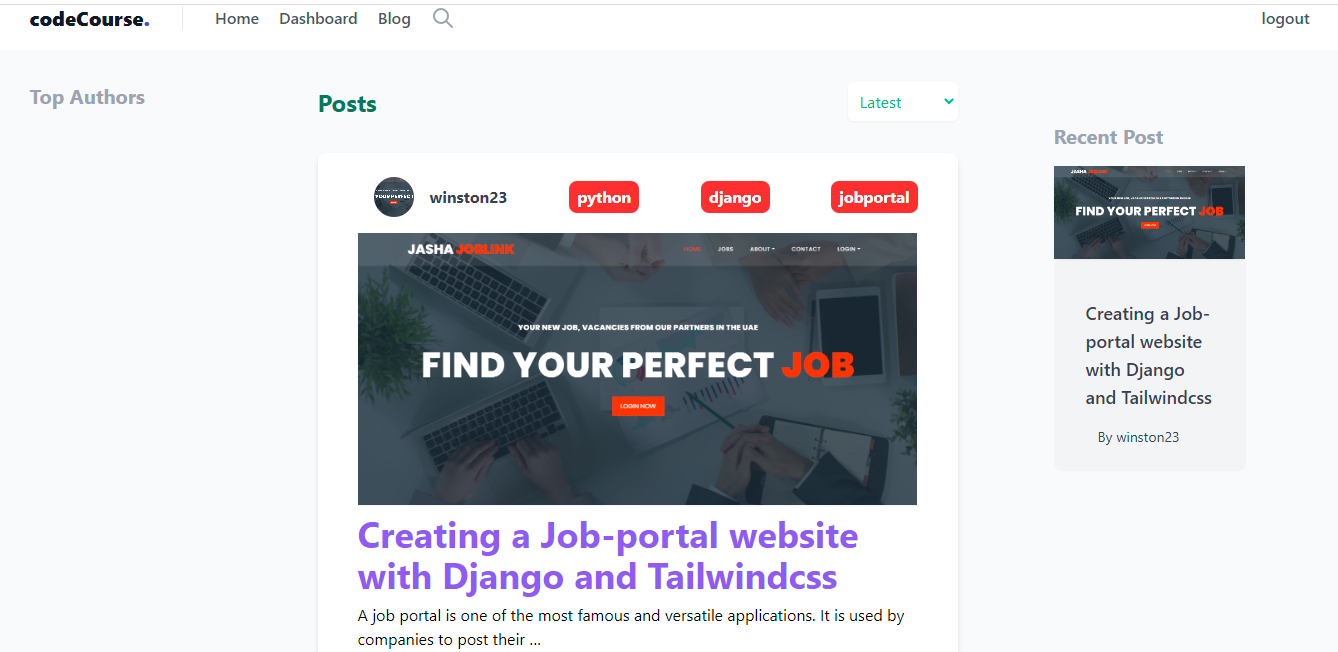 codeCourse.
Home Dashboard Blog
logout
Top Authors
Posts
Latest
winston23
python django jobportal
JASHA JOBLINK
HOME JOBS ABOUT CONTACT LOGIN
YOUR NEW JOB, VACANCIES FROM OUR PARTNERS IN THE UAE
FIND YOUR PERFECT JOB
LOGIN NOW
Creating a Job-portal website
with Django and Tailwindcss
A job portal is one of the most famous and versatile applications. It is used by
companies to post their ...
Recent Post
JASHA JOBLINK
FIND YOUR PERFECT JOB
Creating a Job-
portal website
with Django
and Tailwindcss
By winston23